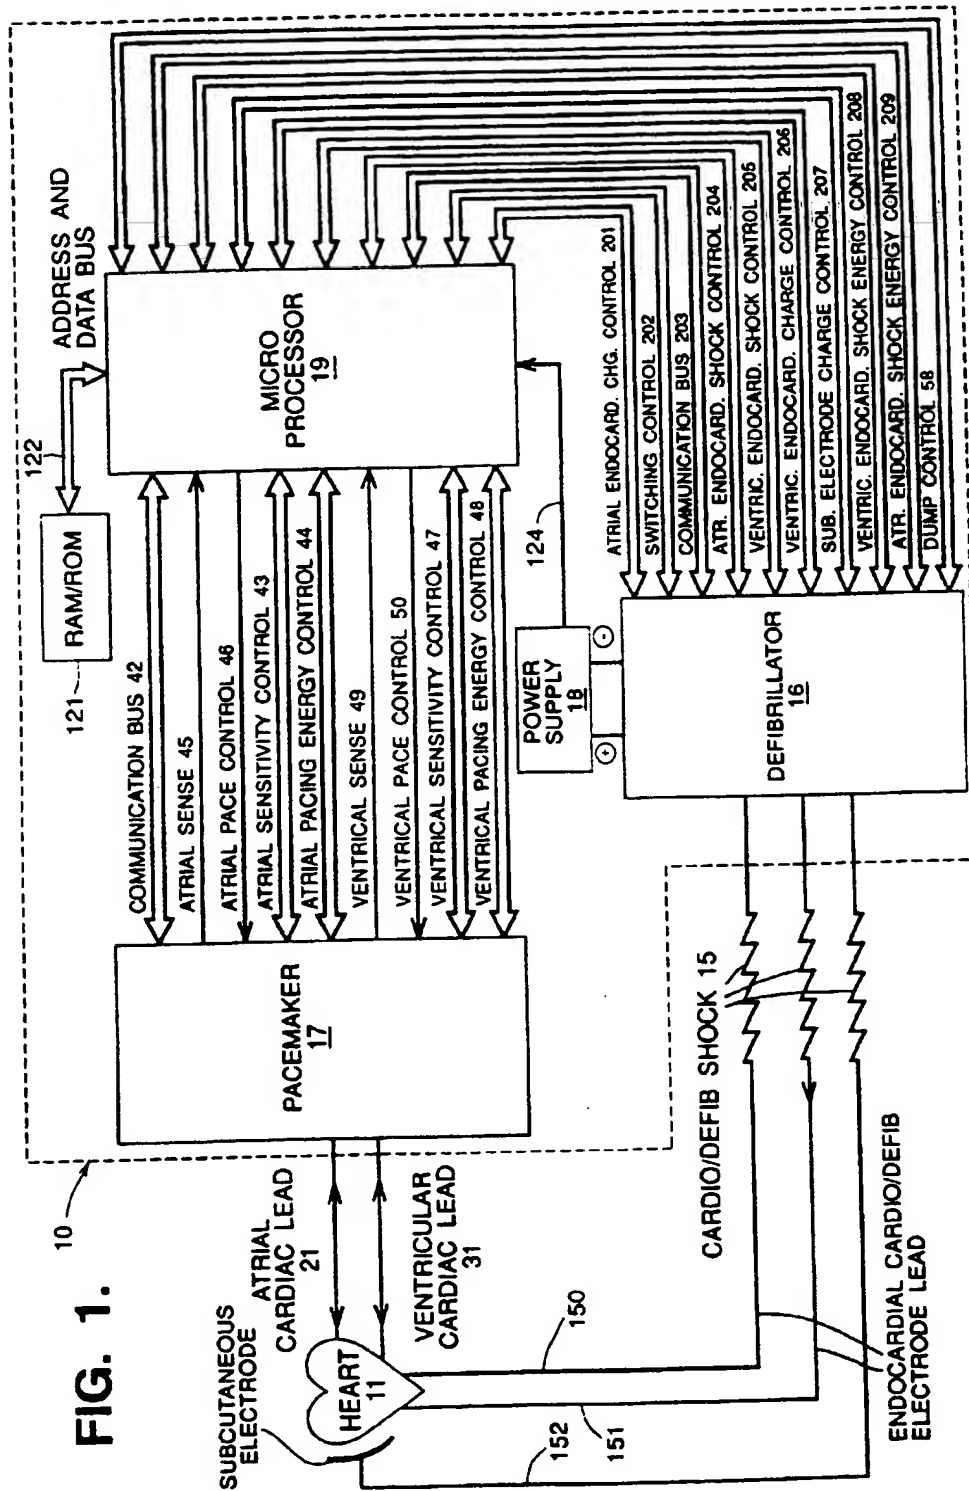 FIG. 1.
10
ADDRESS AND
DATA BUS
122
RAM/ROM
121
MICRO
PROCESSOR
19
COMMUNICATION BUS 42
ATRIAL SENSE 45
ATRIAL PACE CONTROL 46
ATRIAL SENSITIVITY CONTROL 43
ATRIAL PACING ENERGY CONTROL 44
VENTRICAL SENSE 49
VENTRICAL PACE CONTROL 50
VENTRICAL SENSITIVITY CONTROL 47
VENTRICAL PACING ENERGY CONTROL 48
PACEMAKER
17
ATRIAL
CARDIAC LEAD
21
VENTRICULAR
CARDIAC LEAD
31
SUBCUTANEOUS
ELECTRODE
HEART
11
124
POWER
SUPPLY
18
+
-
ATRIAL ENDOCARD. CHG. CONTROL 201
SWITCHING CONTROL 202
COMMUNICATION BUS 203
ATR. ENDOCARD. SHOCK CONTROL 204
VENTRIC. ENDOCARD. SHOCK CONTROL 205
VENTRIC. ENDOCARD. CHARGE CONTROL 206
SUB. ELECTRODE CHARGE CONTROL 207
VENTRIC. ENDOCARD. SHOCK ENERGY CONTROL 208
ATR. ENDOCARD. SHOCK ENERGY CONTROL 209
DUMP CONTROL 58
DEFIBRILLATOR
16
CARDIO/DEFIB SHOCK 15
150
151
152
ENDOCARDIAL CARDIO/DEFIB
ELECTRODE LEAD